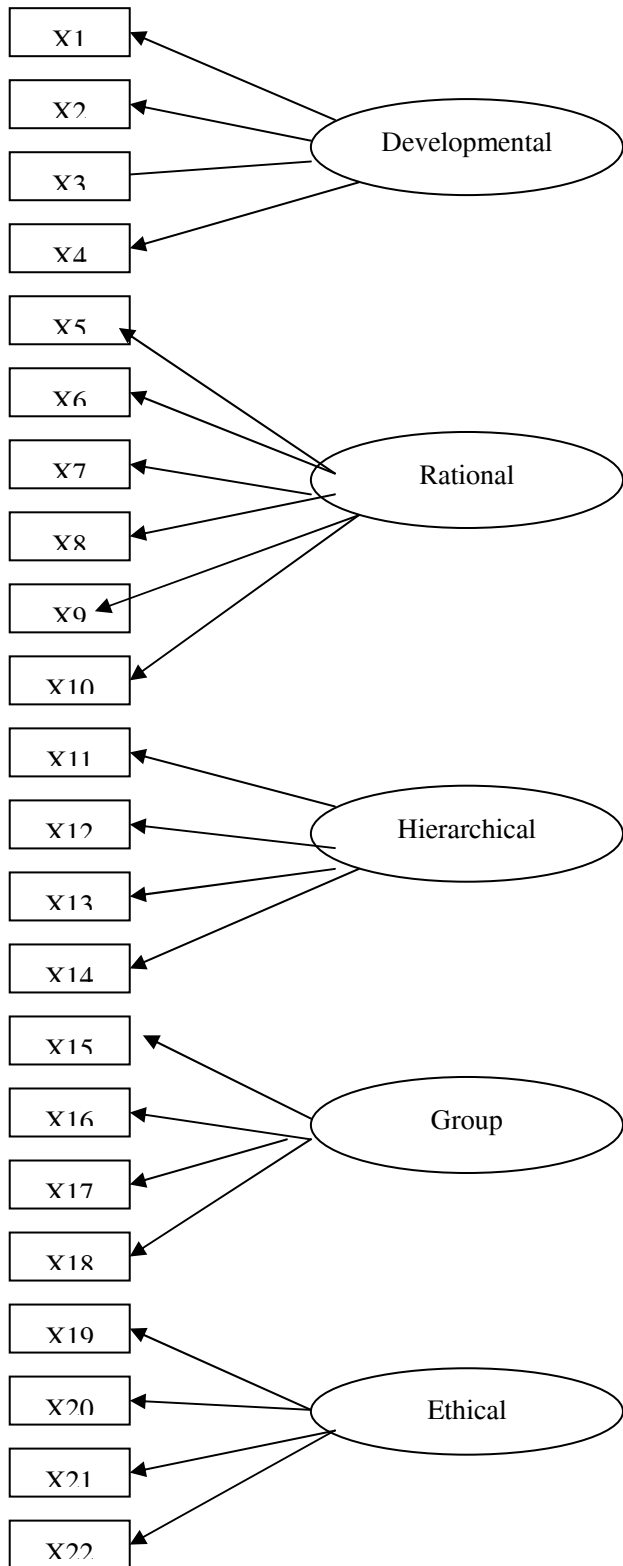 X1
X2
Developmental
X3
X4
X5
X6
X7
Rational
X8
X9
X10
X11
X12
Hierarchical
X13
X14
X15
X16
Group
X17
X18
X19
X20
Ethical
X21
X22